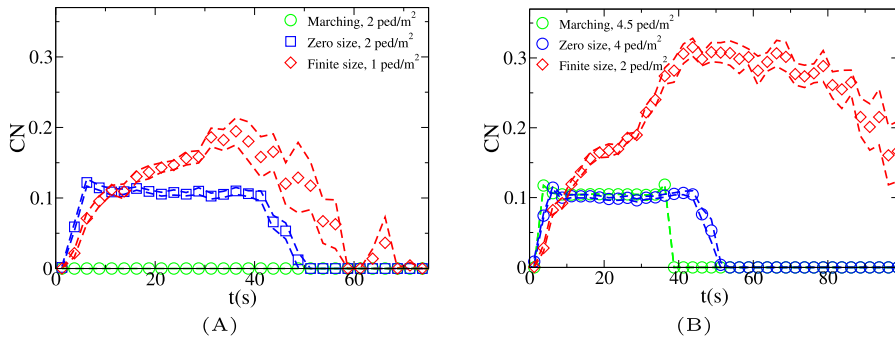 Marching, 2 ped/m²
Zero size, 2 ped/m²
Finite size, 1 ped/m²
CN
0.3
0.2
0.1
0
0 20 40 60
t(s)
(A)
Marching, 4.5 ped/m²
Zero size, 4 ped/m²
Finite size, 2 ped/m²
CN
0.3
0.2
0.1
0
0 20 40 60 80
t(s)
(B)